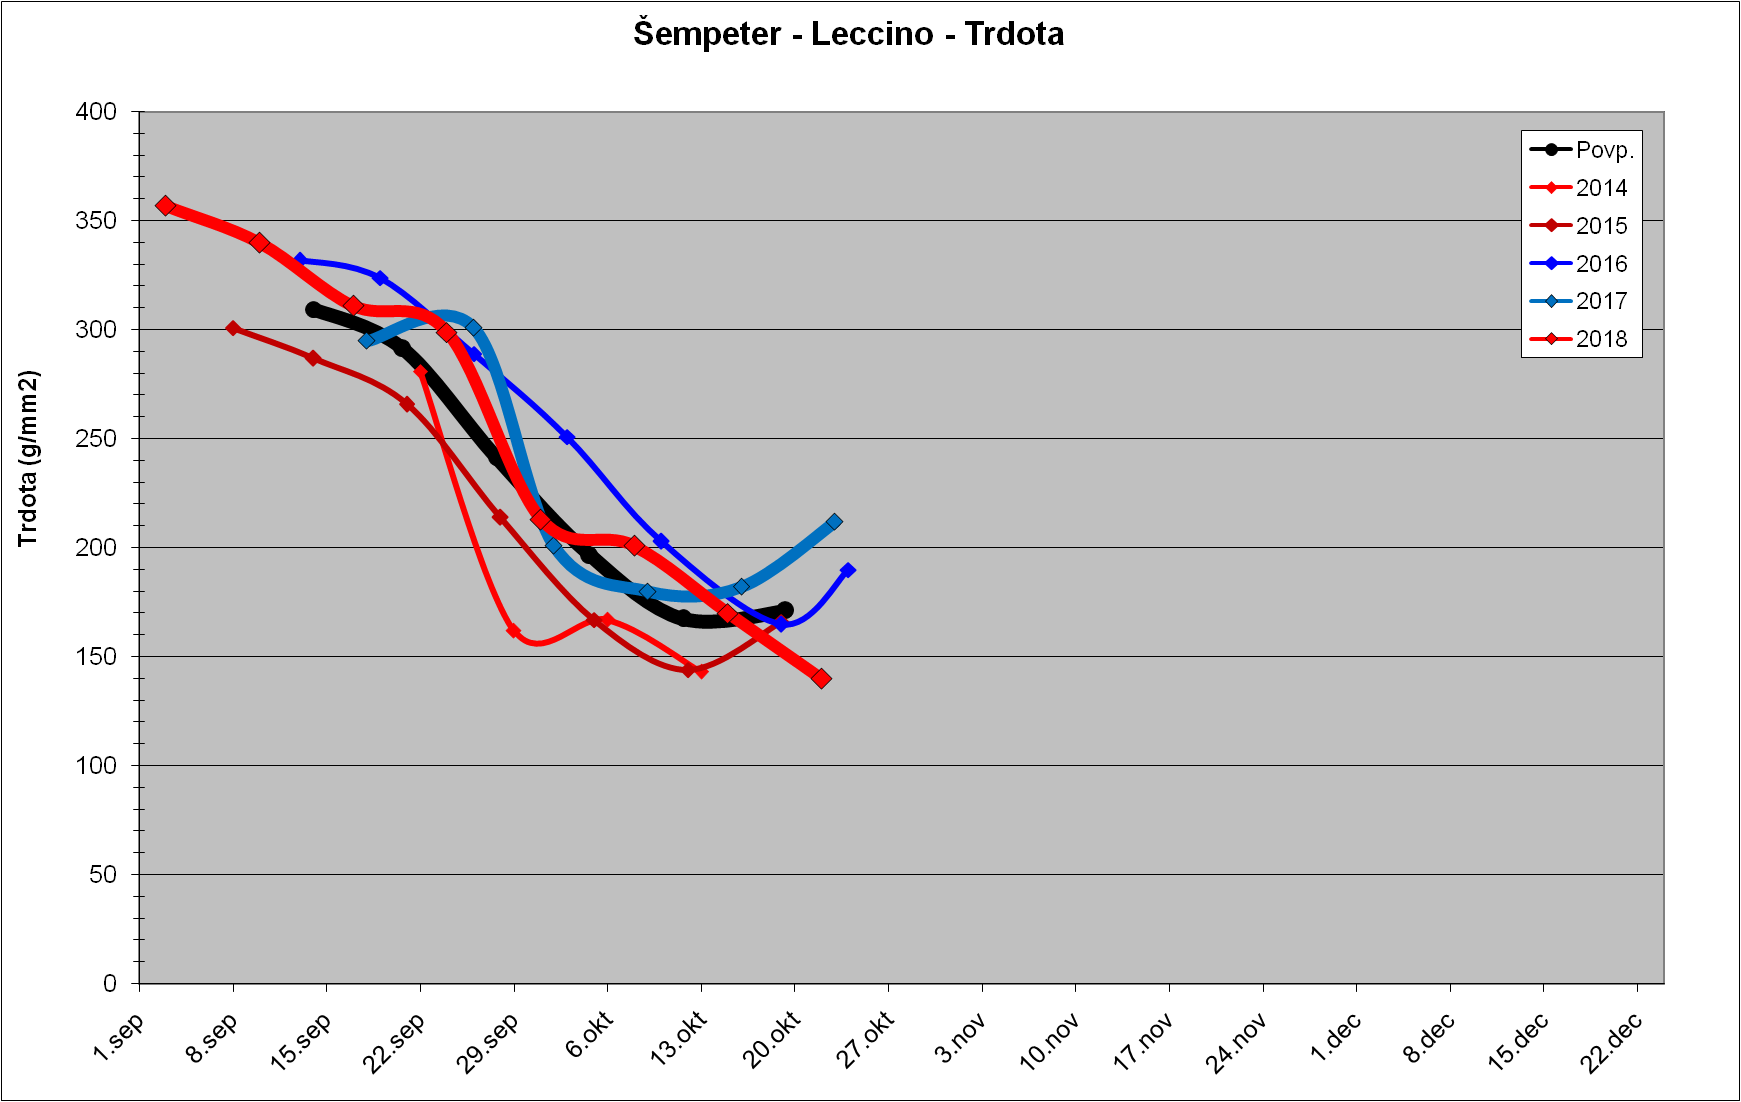 Šempeter - Leccino - Trdota
Trdota (g/mm2)
400
350
300
250
200
150
100
50
0
1.sep
8.sep
15.sep
22.sep
29.sep
6.okt
13.okt
20.okt
27.okt
3.nov
10.nov
17.nov
24.nov
1.dec
8.dec
15.dec
22.dec
Povp.
2014
2015
2016
2017
2018